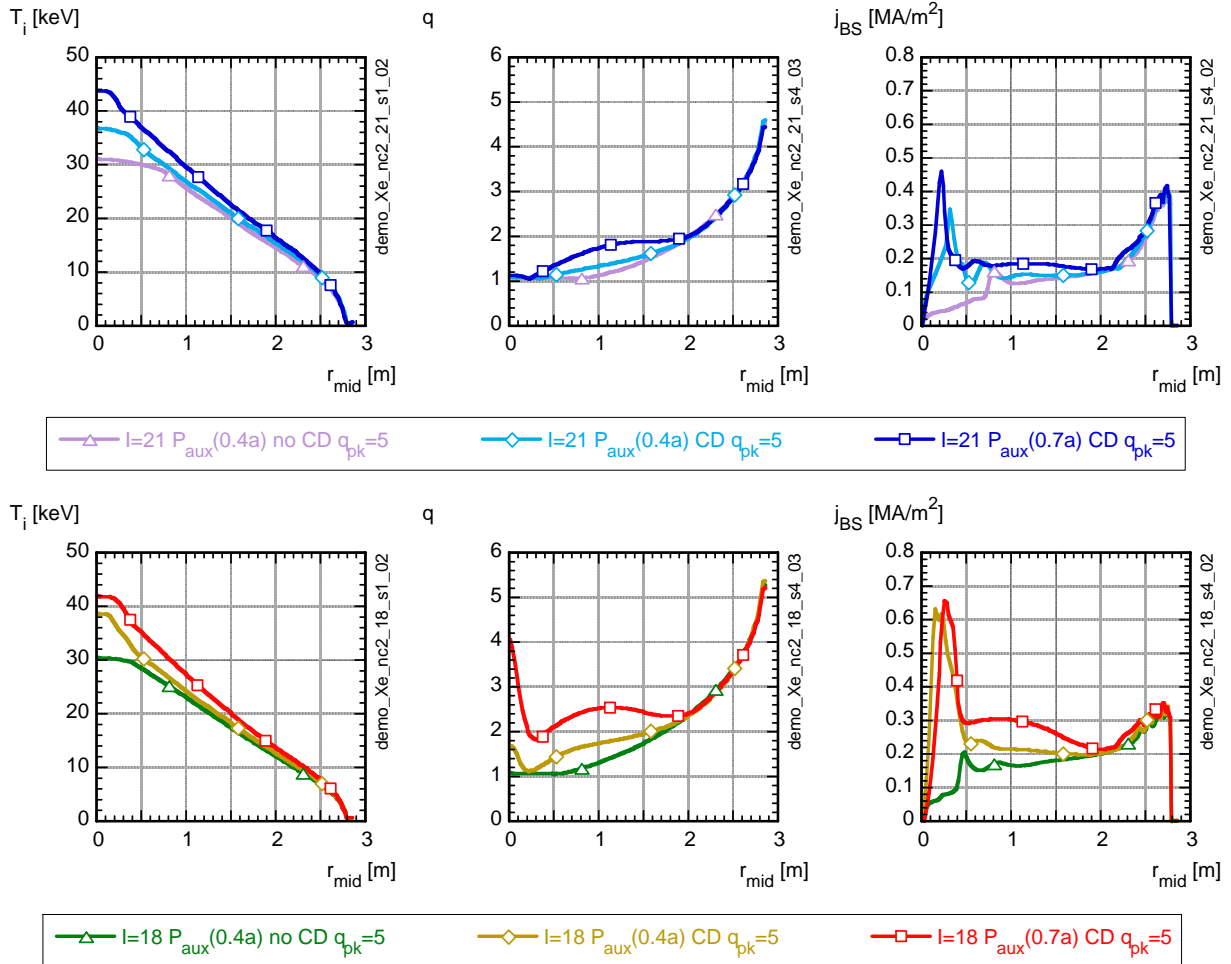 T_i [keV] q j_BS [MA/m^2]
50 6 0.8
0.7
40 5 0.6
30 4 0.5
3 0.4
20 2 0.3
10 1 0.2
0.1
0 0 0
0 1 2 3 0 1 2 3 0 1 2 3
r_mid [m] r_mid [m] r_mid [m]
demo_Xe_nc2_21_s1_02
demo_Xe_nc2_21_s4_03
demo_Xe_nc2_21_s4_02
I=21 P_aux(0.4a) no CD q_pk=5 I=21 P_aux(0.4a) CD q_pk=5 I=21 P_aux(0.7a) CD q_pk=5
T_i [keV] q j_BS [MA/m^2]
50 6 0.8
0.7
40 5 0.6
30 4 0.5
3 0.4
20 2 0.3
10 1 0.2
0.1
0 0 0
0 1 2 3 0 1 2 3 0 1 2 3
r_mid [m] r_mid [m] r_mid [m]
demo_Xe_nc2_18_s1_02
demo_Xe_nc2_18_s4_03
demo_Xe_nc2_18_s4_02
I=18 P_aux(0.4a) no CD q_pk=5 I=18 P_aux(0.4a) CD q_pk=5 I=18 P_aux(0.7a) CD q_pk=5